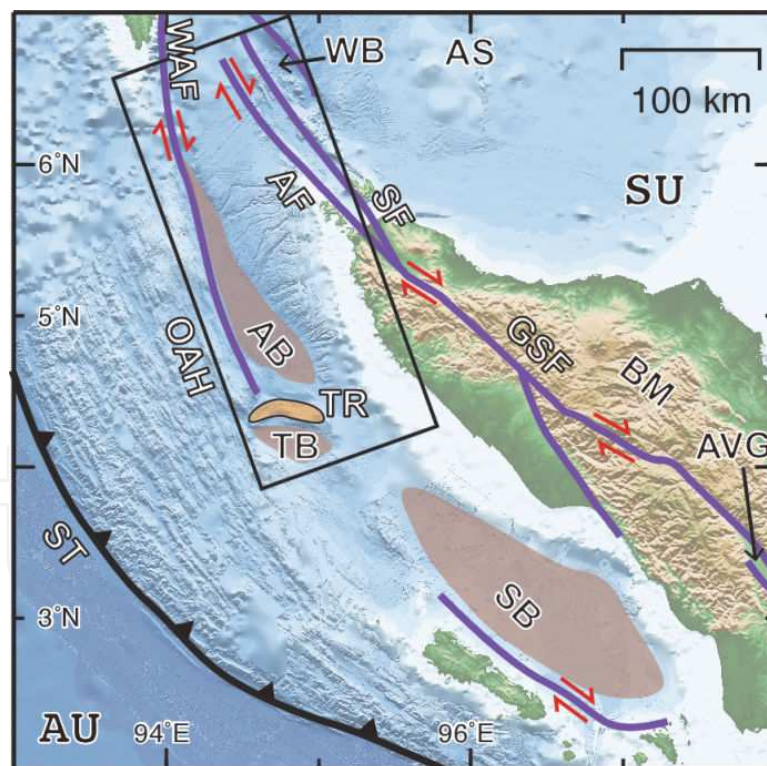 WAF
WB
AS
100 km
6°N
SU
AF
SF
5°N
OAH
AB
GSF
BM
TR
TB
AVG
ST
SB
3°N
AU
94°E
96°E